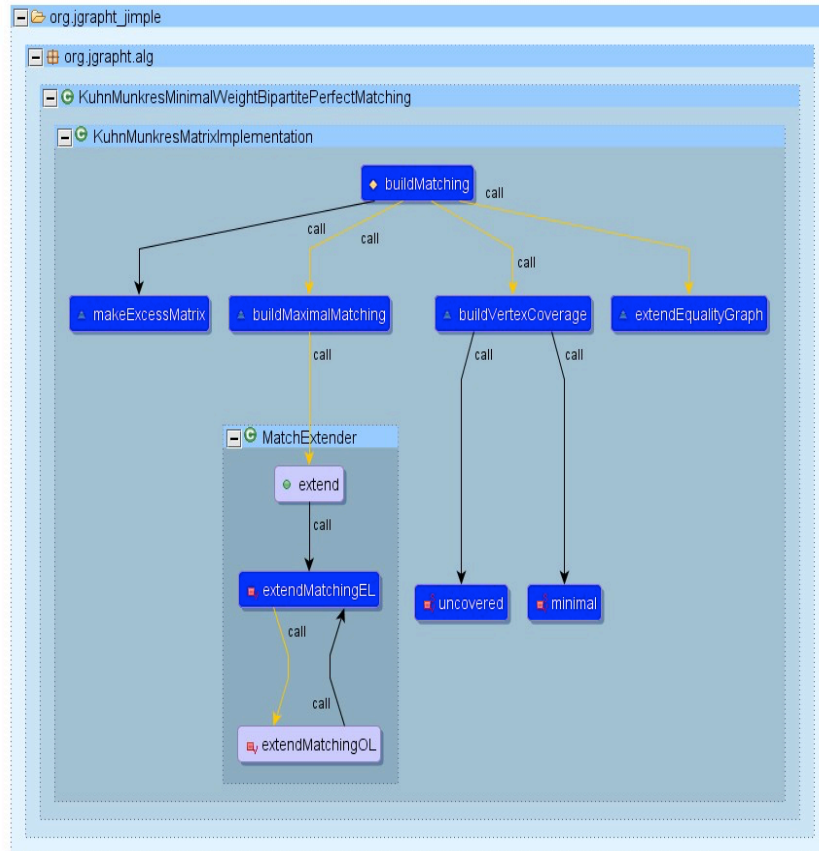 org.jgrapht_jimple
org.jgrapht.alg
KuhnMunkresMinimalWeightBipartitePerfectMatching
KuhnMunkresMatrixImplementation
buildMatching
call
call
call
call
makeExcessMatrix
buildMaximalMatching
buildVertexCoverage
extendEqualityGraph
call
call
call
MatchExtender
extend
call
extendMatchingEL
uncovered
minimal
call
call
extendMatchingOL